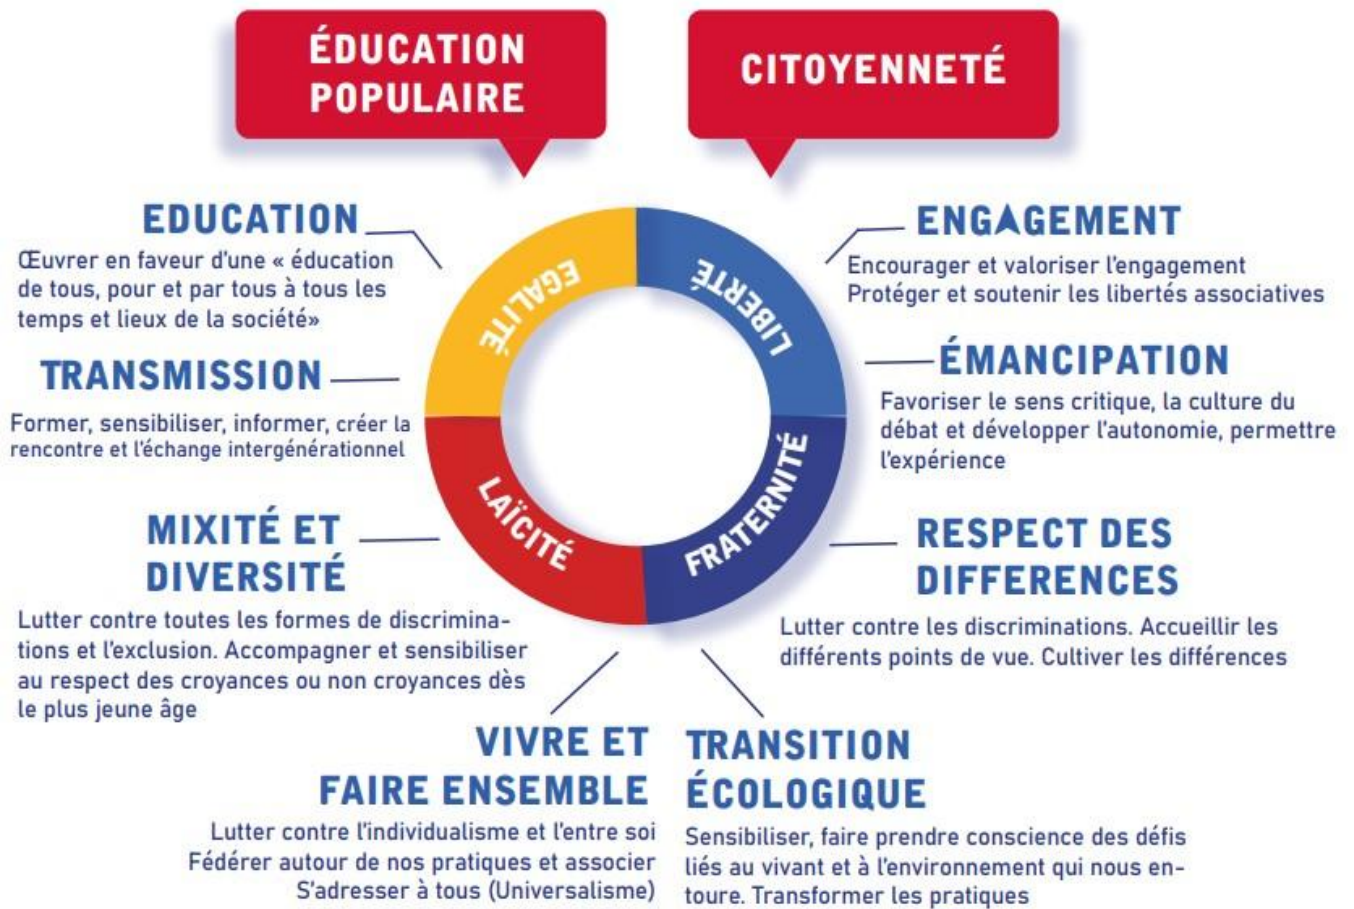 ÉDUCATION
POPULAIRE
CITOYENNETÉ
EDUCATION
Œuvrer en faveur d'une « éducation
de tous, pour et par tous à tous les
temps et lieux de la société»
TRANSMISSION
Former, sensibiliser, informer, créer la
rencontre et l'échange intergénérationnel
MIXITÉ ET
DIVERSITÉ
Lutter contre toutes les formes de discrimina-
tions et l'exclusion. Accompagner et sensibiliser
au respect des croyances ou non croyances dès
le plus jeune âge
VIVRE ET
FAIRE ENSEMBLE
Lutter contre l'individualisme et l'entre soi
Fédérer autour de nos pratiques et associer
S'adresser à tous (Universalisme)
ÉGALITÉ
LIBERTÉ
LAÏCITÉ
FRATERNITÉ
ENGAGEMENT
Encourager et valoriser l'engagement
Protéger et soutenir les libertés associatives
ÉMANCIPATION
Favoriser le sens critique, la culture du
débat et développer l'autonomie, permettre
l'expérience
RESPECT DES
DIFFERENCES
Lutter contre les discriminations. Accueillir les
différents points de vue. Cultiver les différences
TRANSITION
ÉCOLOGIQUE
Sensibiliser, faire prendre conscience des défis
liés au vivant et à l'environnement qui nous en-
toure. Transformer les pratiques